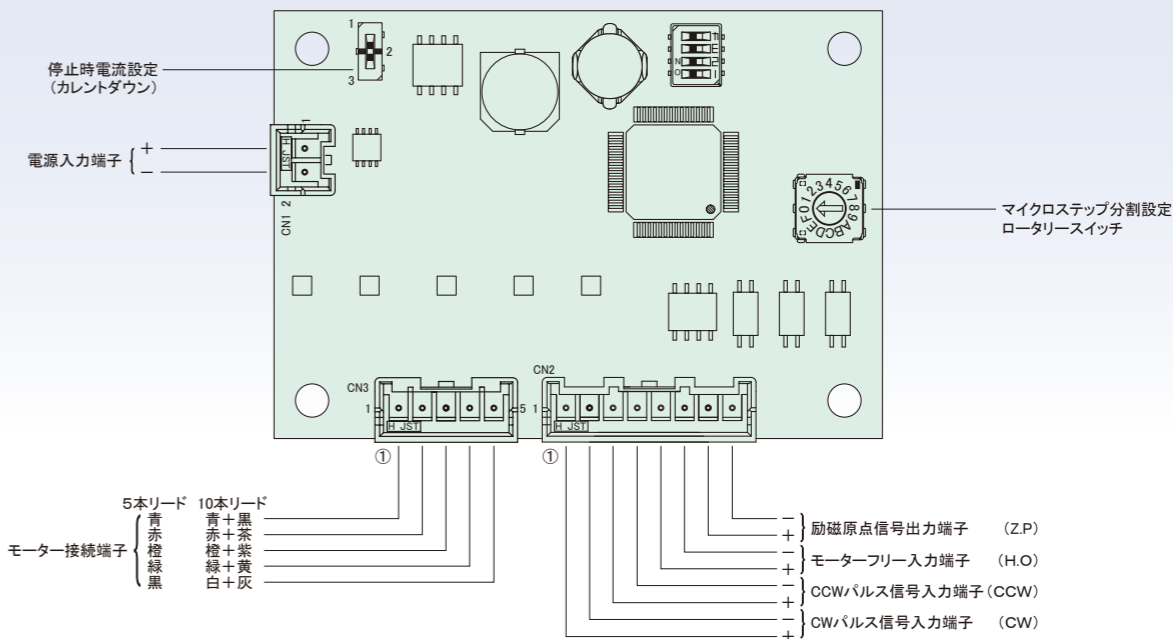 1
2
3
停止時電流設定
(カレントダウン)
電源入力端子
+
−
1
H
JST
CN1 2
N
O
4
3
2
1
マイクロステップ分割設定
ロータリースイッチ
0123456789ABCDEF
CN3
1
5
H JST
①
CN2
1
H JST
①
5本リード 10本リード
青 青+黒
赤 赤+茶
橙 橙+紫
緑 緑+黄
黒 白+灰
モーター接続端子
−
+
励磁原点信号出力端子 (Z.P)
−
+
モーターフリー入力端子 (H.O)
−
+
CCWパルス信号入力端子(CCW)
−
+
CWパルス信号入力端子 (CW)